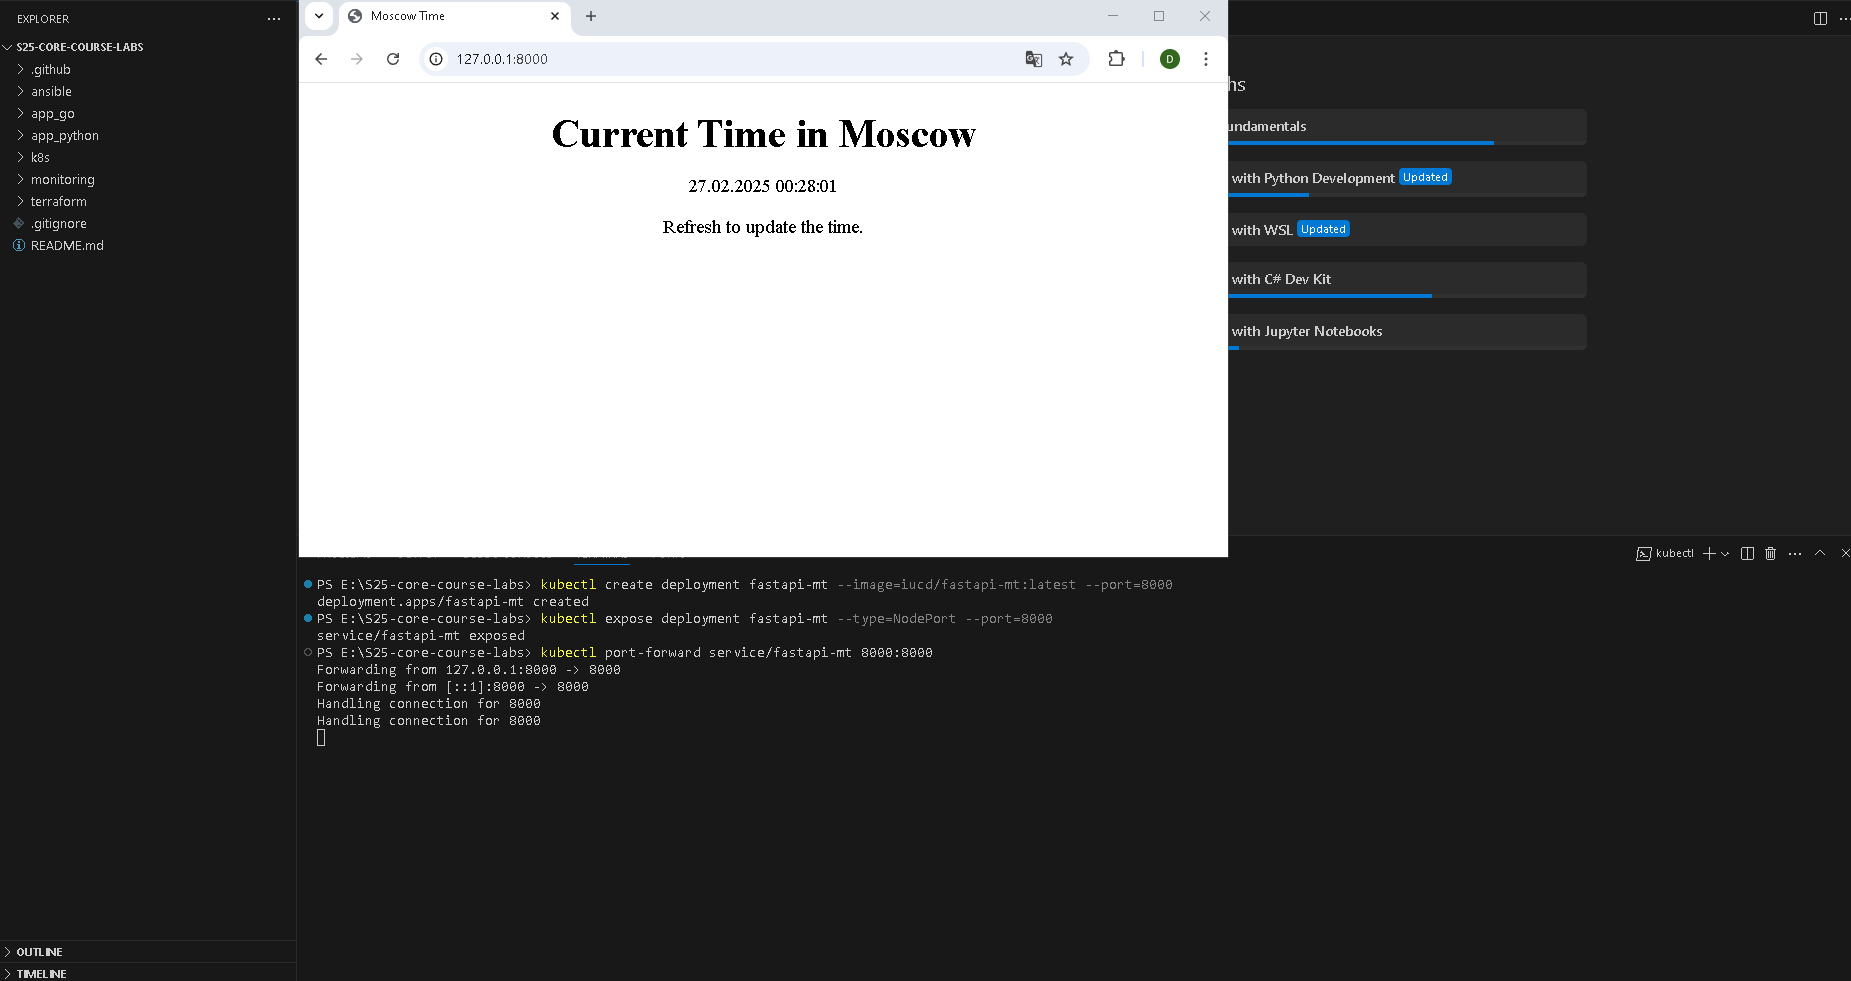 EXPLORER
S25-CORE-COURSE-LABS
.github
ansible
app_go
app_python
k8s
monitoring
terraform
.gitignore
README.md
OUTLINE
TIMELINE
Moscow Time
127.0.0.1:8000
D
Current Time in Moscow
27.02.2025 00:28:01
Refresh to update the time.
hs
undamentals
with Python Development Updated
with WSL Updated
with C# Dev Kit
with Jupyter Notebooks
kubectl
PS E:\S25-core-course-labs> kubectl create deployment fastapi-mt --image=iucd/fastapi-mt:latest --port=8000
deployment.apps/fastapi-mt created
PS E:\S25-core-course-labs> kubectl expose deployment fastapi-mt --type=NodePort --port=8000
service/fastapi-mt exposed
PS E:\S25-core-course-labs> kubectl port-forward service/fastapi-mt 8000:8000
Forwarding from 127.0.0.1:8000 -> 8000
Forwarding from [::1]:8000 -> 8000
Handling connection for 8000
Handling connection for 8000